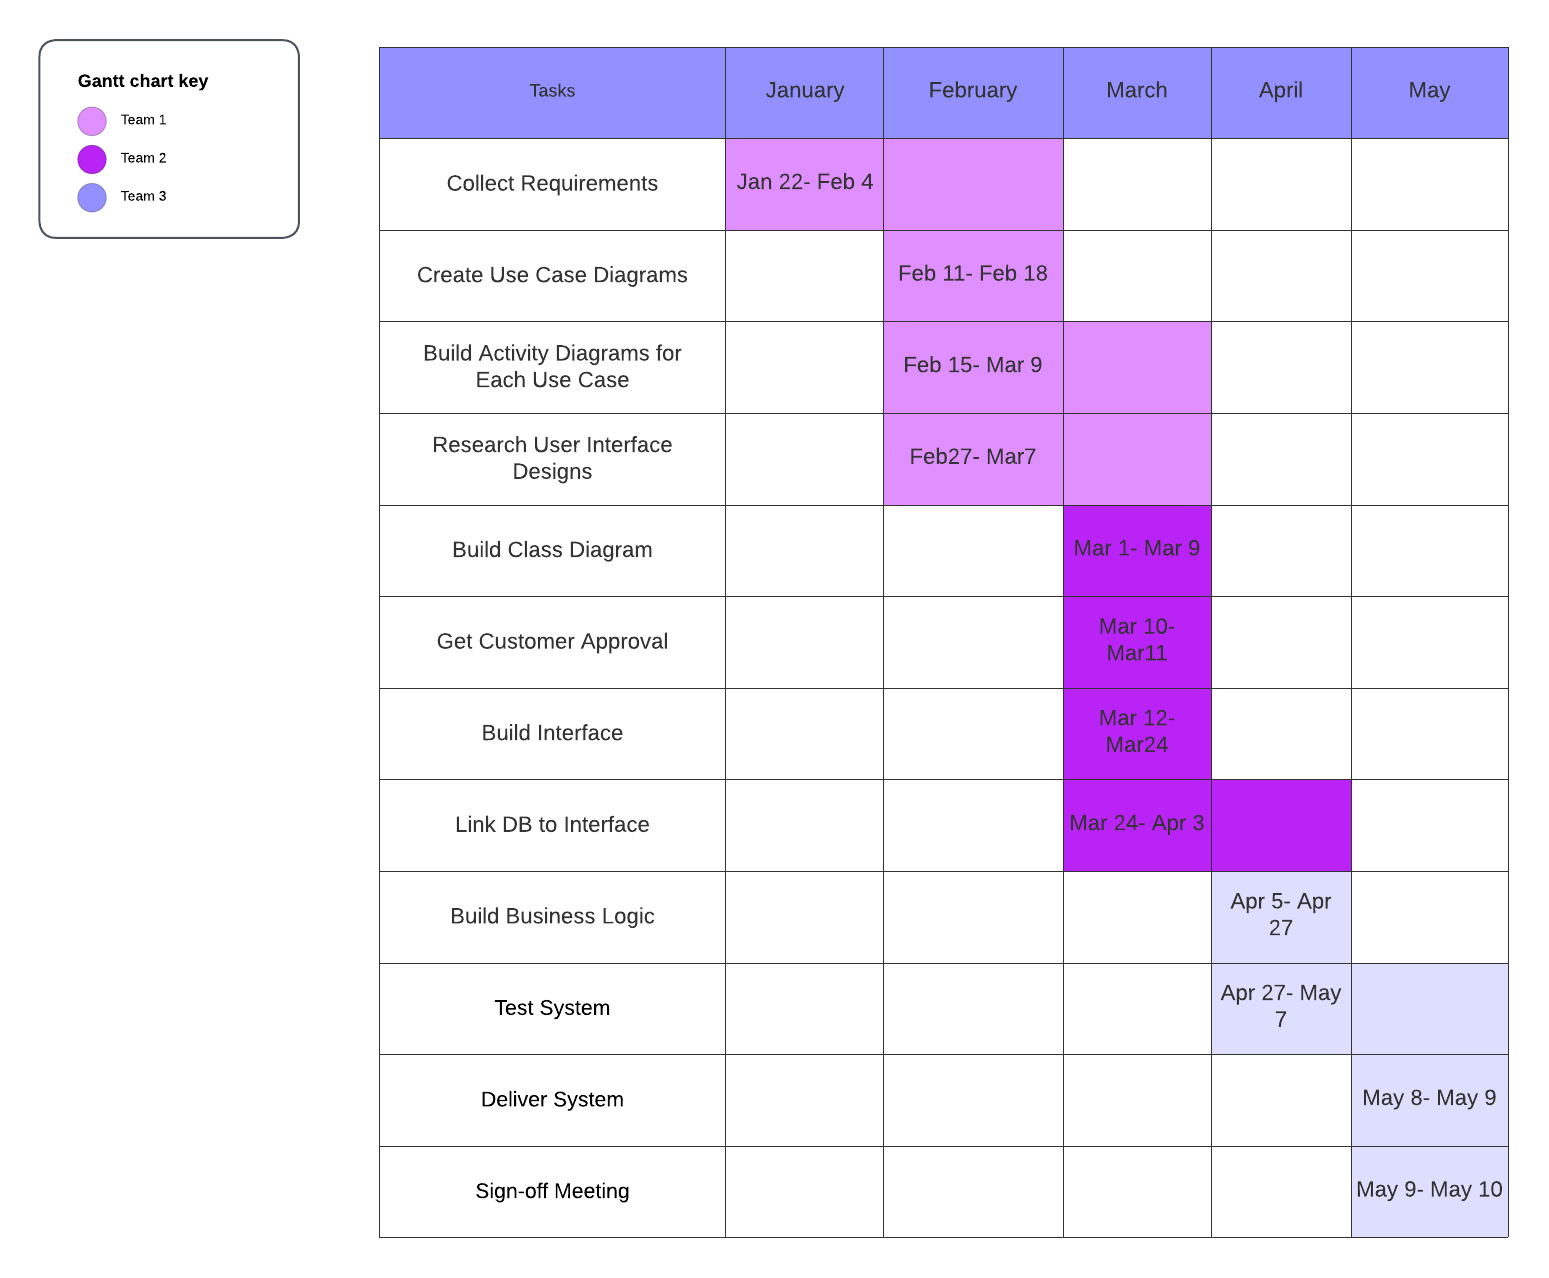 Gantt chart key
Team 1
Team 2
Team 3
Tasks
January
February
March
April
May
Collect Requirements
Jan 22- Feb 4
Create Use Case Diagrams
Feb 11- Feb 18
Build Activity Diagrams for
Each Use Case
Feb 15- Mar 9
Research User Interface
Designs
Feb27- Mar7
Build Class Diagram
Mar 1- Mar 9
Get Customer Approval
Mar 10-
Mar11
Build Interface
Mar 12-
Mar24
Link DB to Interface
Mar 24- Apr 3
Build Business Logic
Apr 5- Apr
27
Test System
Apr 27- May
7
Deliver System
May 8- May 9
Sign-off Meeting
May 9- May 10